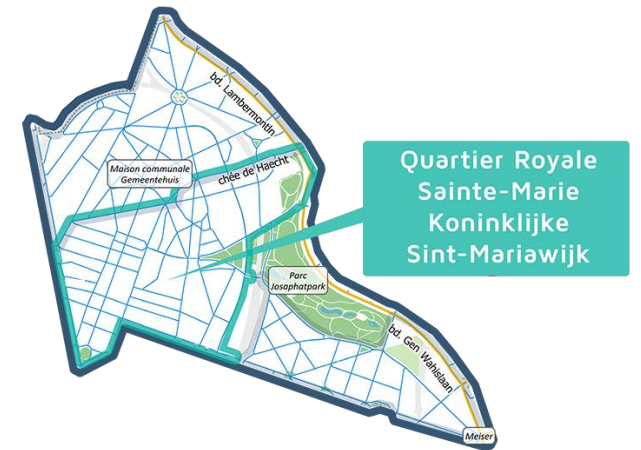 bd. Lambermontln
Maison communale
Gemeentehuis
chée de Haecht
Quartier Royale
Sainte-Marie
Koninklijke
Sint-Mariawijk
Parc
Josaphatpark
bd. Gen Wahislaan
Meiser